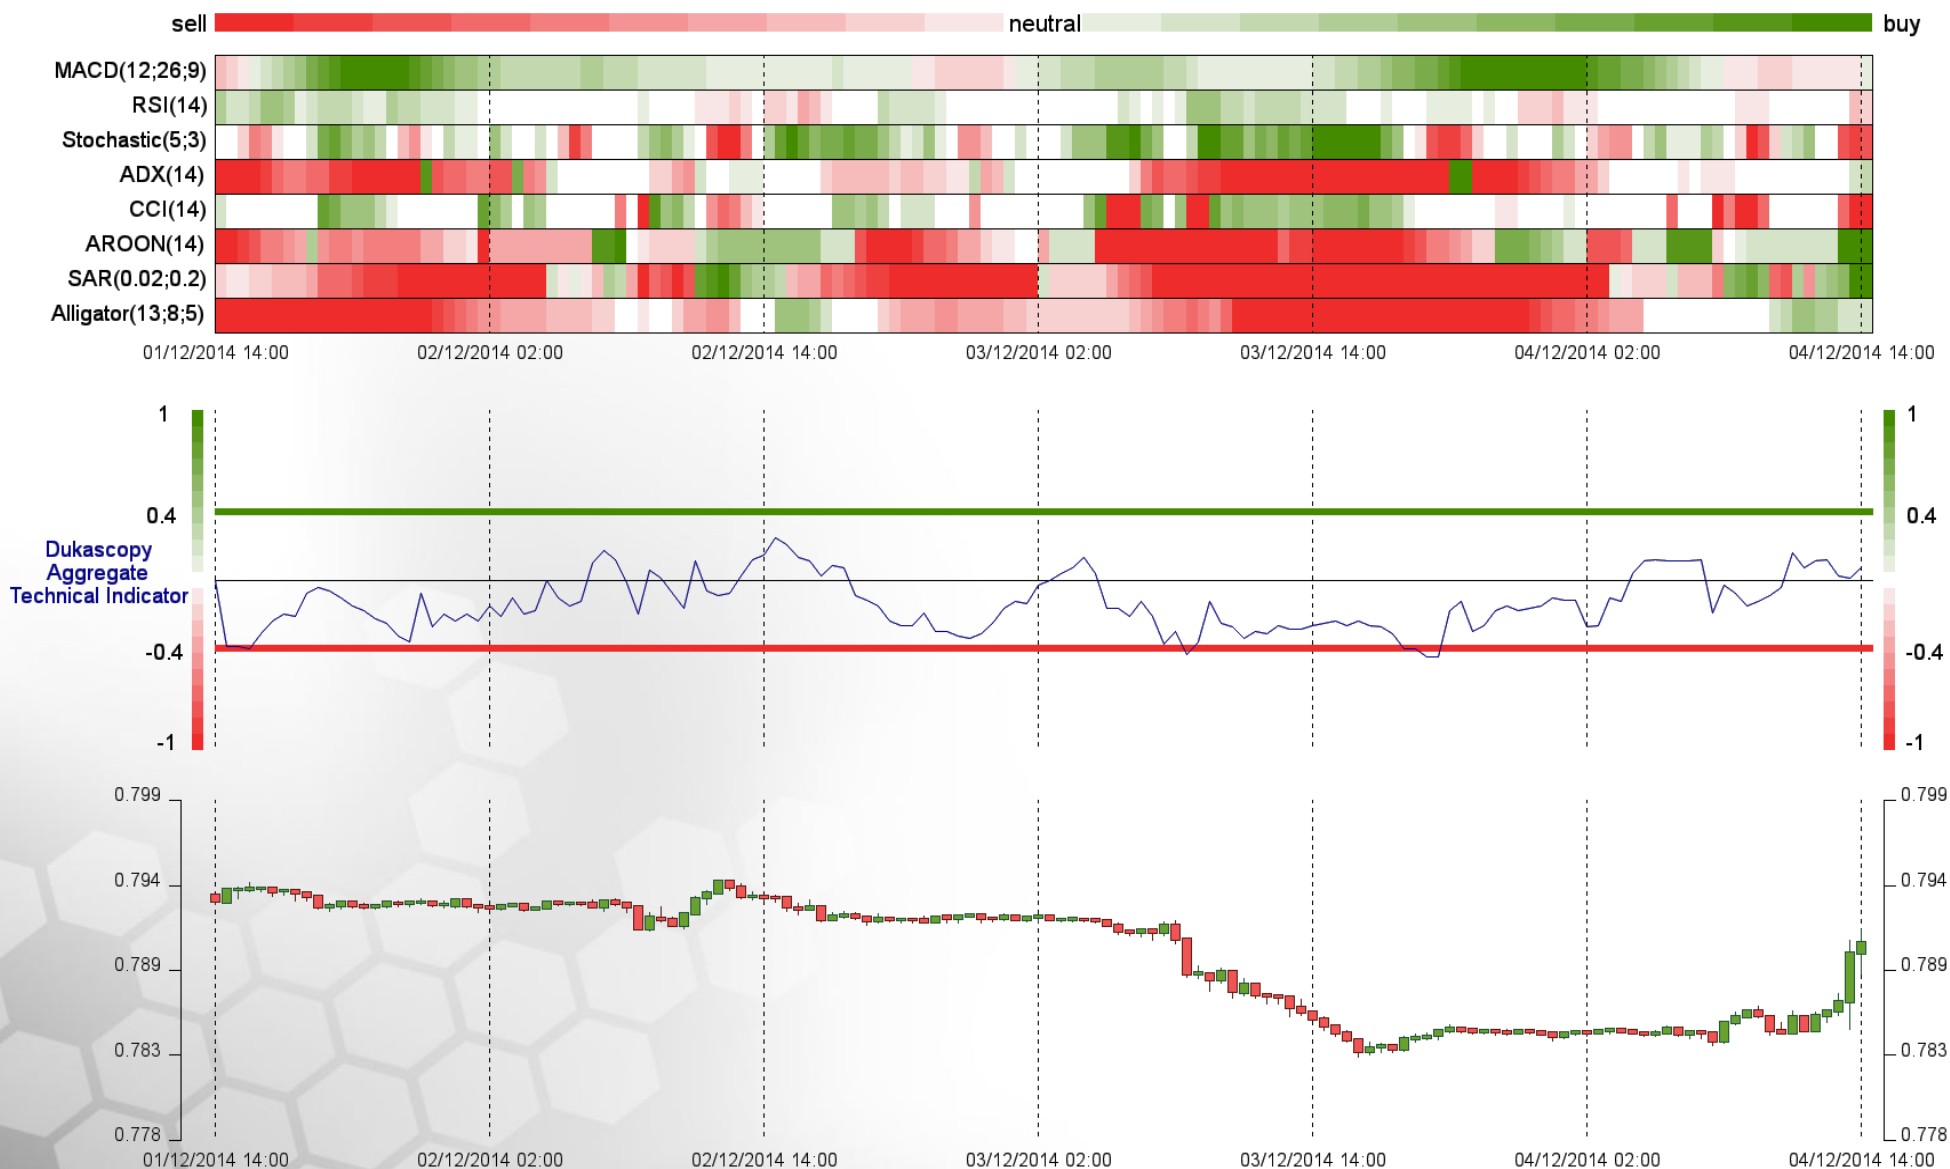 sell neutral buy
MACD(12;26;9)
RSI(14)
Stochastic(5;3)
ADX(14)
CCI(14)
AROON(14)
SAR(0.02;0.2)
Alligator(13;8;5)
01/12/2014 14:00 02/12/2014 02:00 02/12/2014 14:00 03/12/2014 02:00 03/12/2014 14:00 04/12/2014 02:00 04/12/2014 14:00
1 1
0.4 0.4
Dukascopy
Aggregate
Technical Indicator
-0.4 -0.4
-1 -1
0.799 0.799
0.794 0.794
0.789 0.789
0.783 0.783
0.778 0.778
01/12/2014 14:00 02/12/2014 02:00 02/12/2014 14:00 03/12/2014 02:00 03/12/2014 14:00 04/12/2014 02:00 04/12/2014 14:00